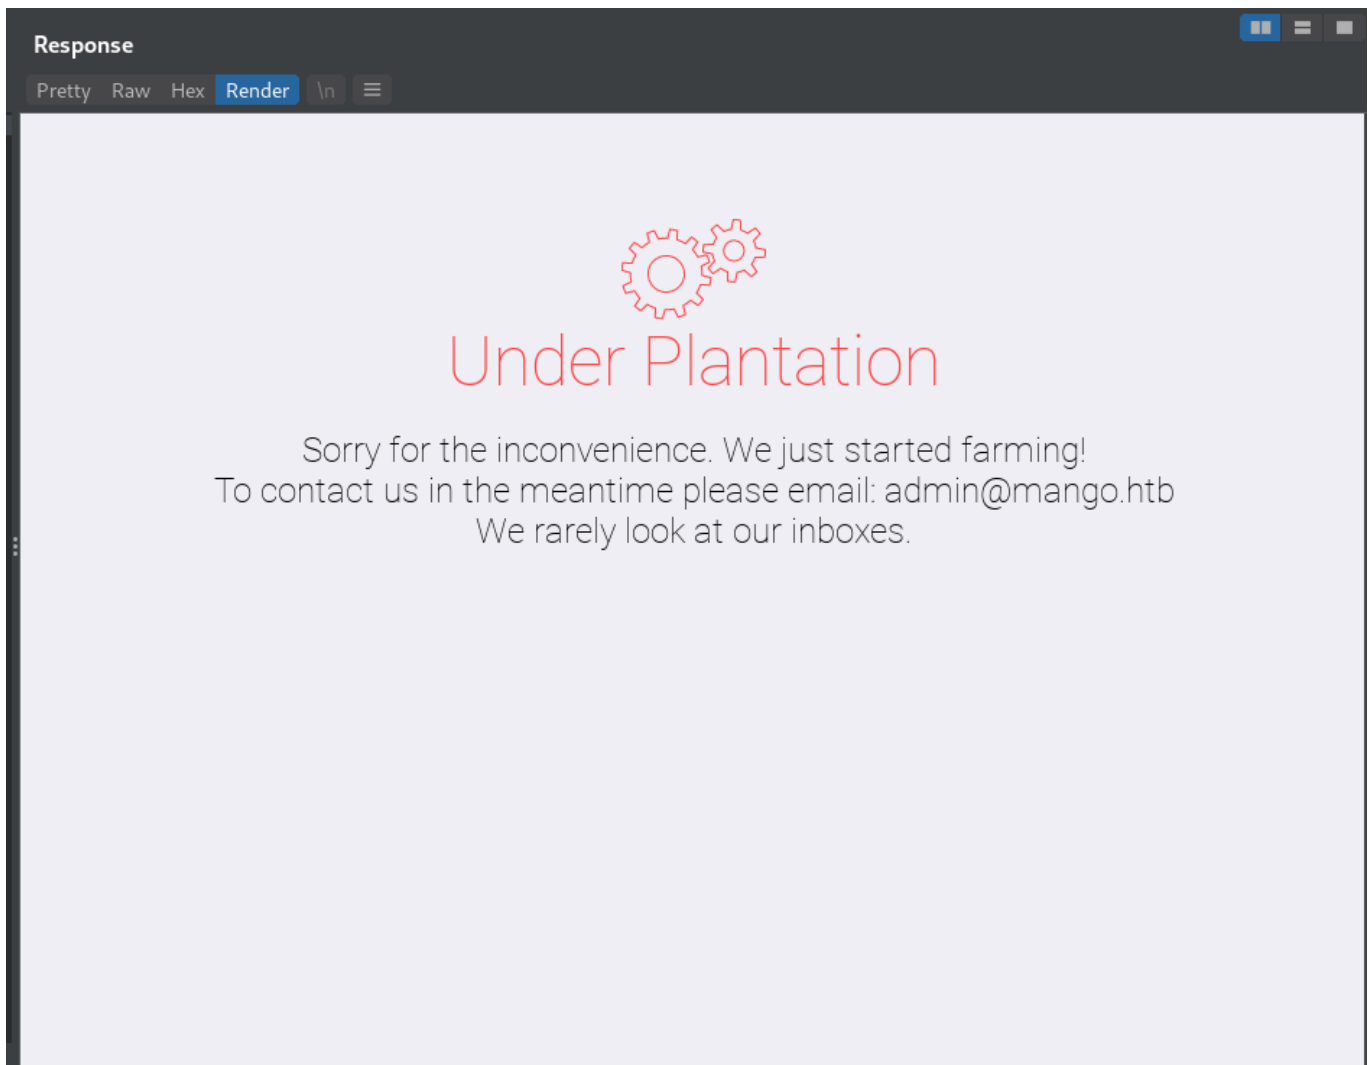 Response
Pretty Raw Hex Render \n
Under Plantation
Sorry for the inconvenience. We just started farming!
To contact us in the meantime please email: admin@mango.htb
We rarely look at our inboxes.